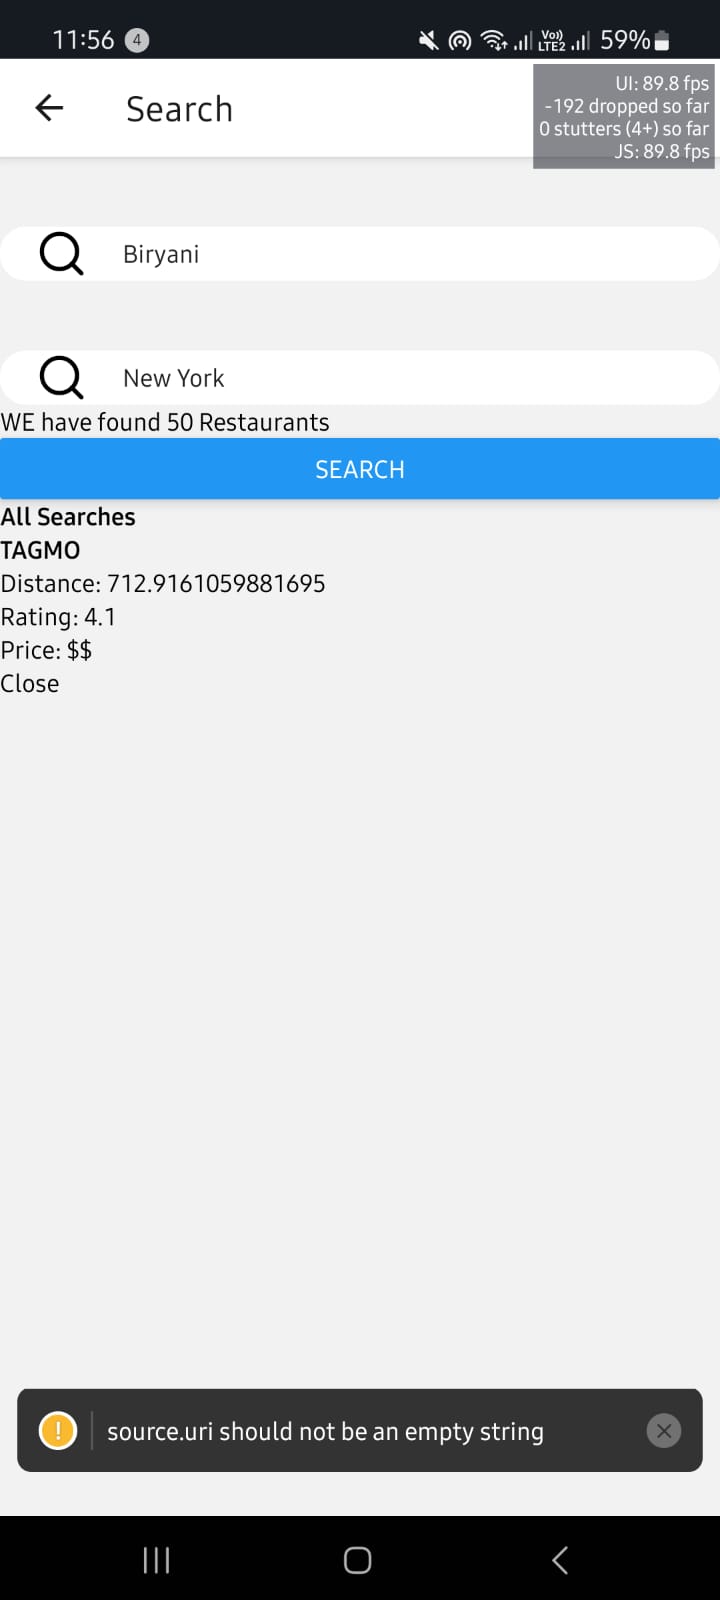 11:56 4 Vo)) LTE2 59%
Search
UI: 89.8 fps
-192 dropped so far
0 stutters (4+) so far
JS: 89.8 fps
Biryani
New York
WE have found 50 Restaurants
SEARCH
All Searches
TAGMO
Distance: 712.9161059881695
Rating: 4.1
Price: $$
Close
! source.uri should not be an empty string